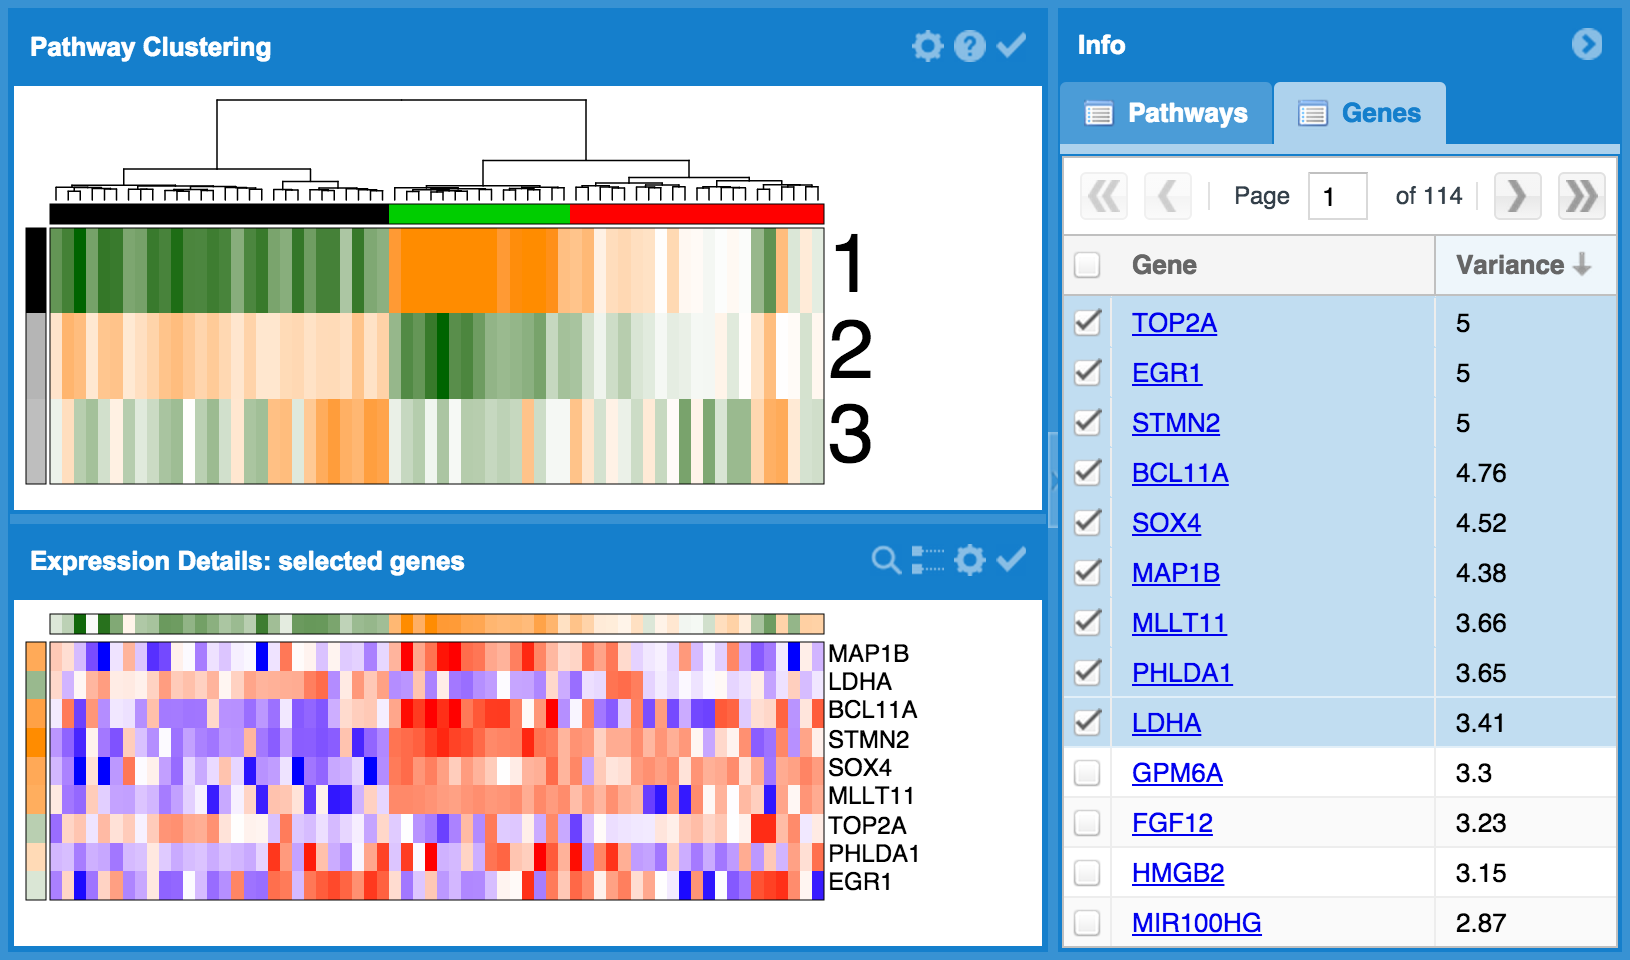 Pathway Clustering
1
2
3
Expression Details: selected genes
MAP1B
LDHA
BCL11A
STMN2
SOX4
MLLT11
TOP2A
PHLDA1
EGR1
Info
Pathways Genes
Page 1 of 114
Gene Variance
TOP2A 5
EGR1 5
STMN2 5
BCL11A 4.76
SOX4 4.52
MAP1B 4.38
MLLT11 3.66
PHLDA1 3.65
LDHA 3.41
GPM6A 3.3
FGF12 3.23
HMGB2 3.15
MIR100HG 2.87